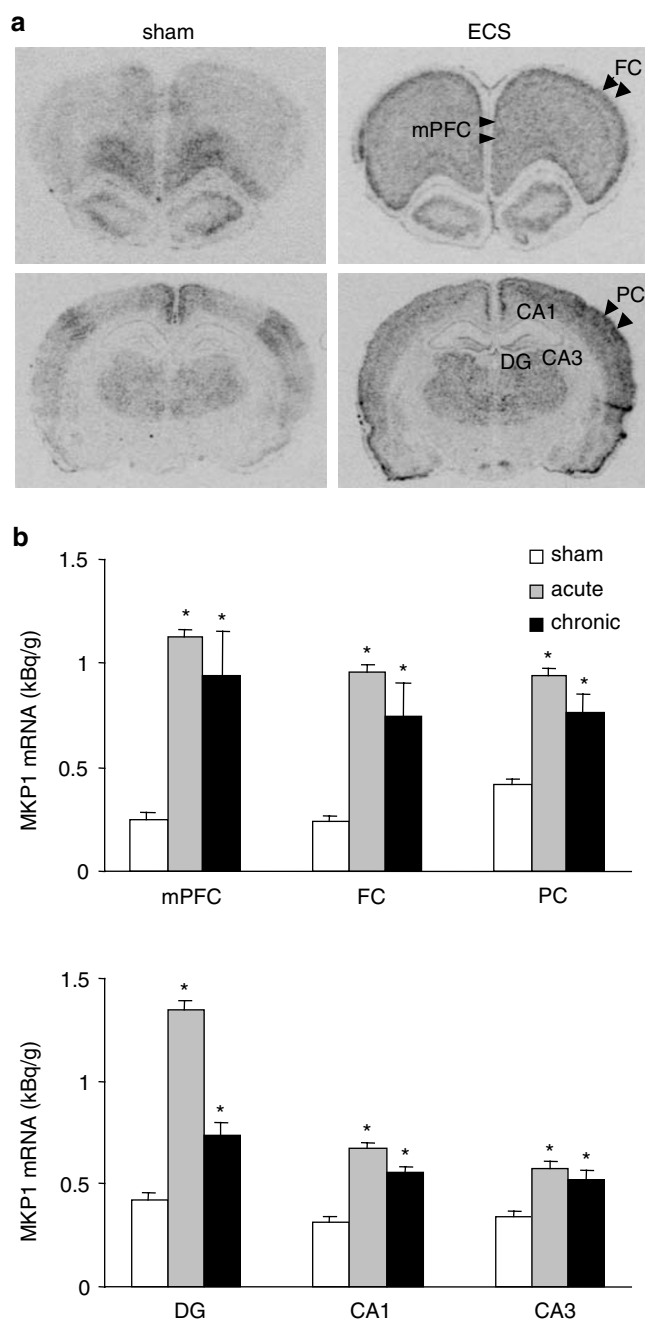 a
sham ECS
FC
mPFC
PC
CA1
DG CA3
b
1.5
sham
acute
chronic
* * * * * *
1
0.5
0
MKP1 mRNA (kBq/g)
mPFC FC PC
1.5
* * * * * *
1
0.5
0
MKP1 mRNA (kBq/g)
DG CA1 CA3